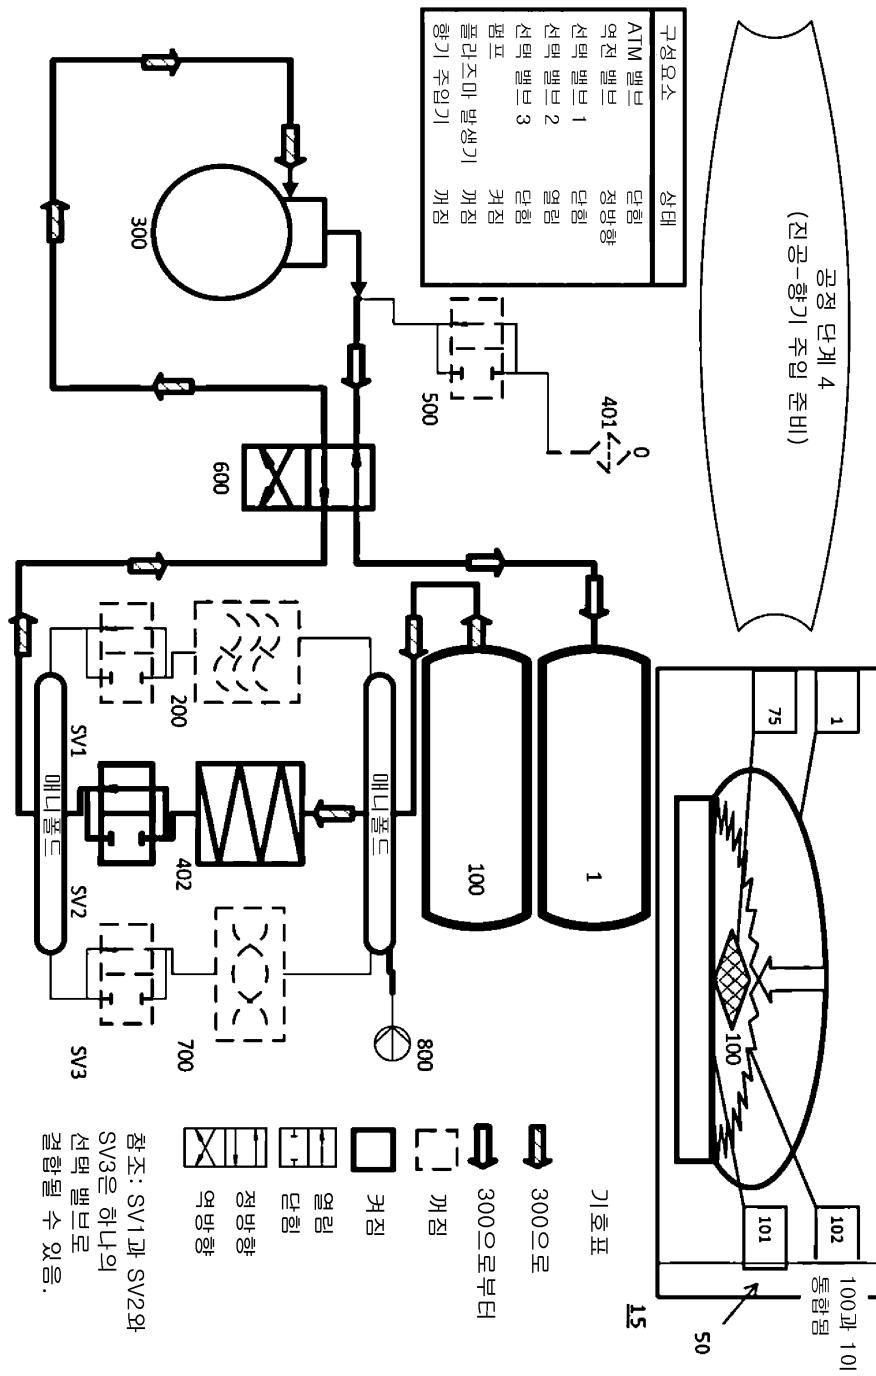 공정 단계 4
(진공-향기 주입 준비)
구성요소 상태
ATM 밸브 닫힘
역전 밸브 정방향
선택 밸브 1 닫힘
선택 밸브 2 열림
선택 밸브 3 닫힘
펌프 켜짐
플라즈마 발생기 꺼짐
향기 주입기 꺼짐
300
500
401
0
600
1
100
매니폴드
매니폴드
200
SV1
402
SV2
700
SV3
800
75
1
100
101
102
100과 10이
통합됨
50
15
기호표
300으로
300으로부터
꺼짐
켜짐
열림
닫힘
정방향
역방향
참조: SV1과 SV2와
SV3은 하나의
선택 밸브로
결합될 수 있음.